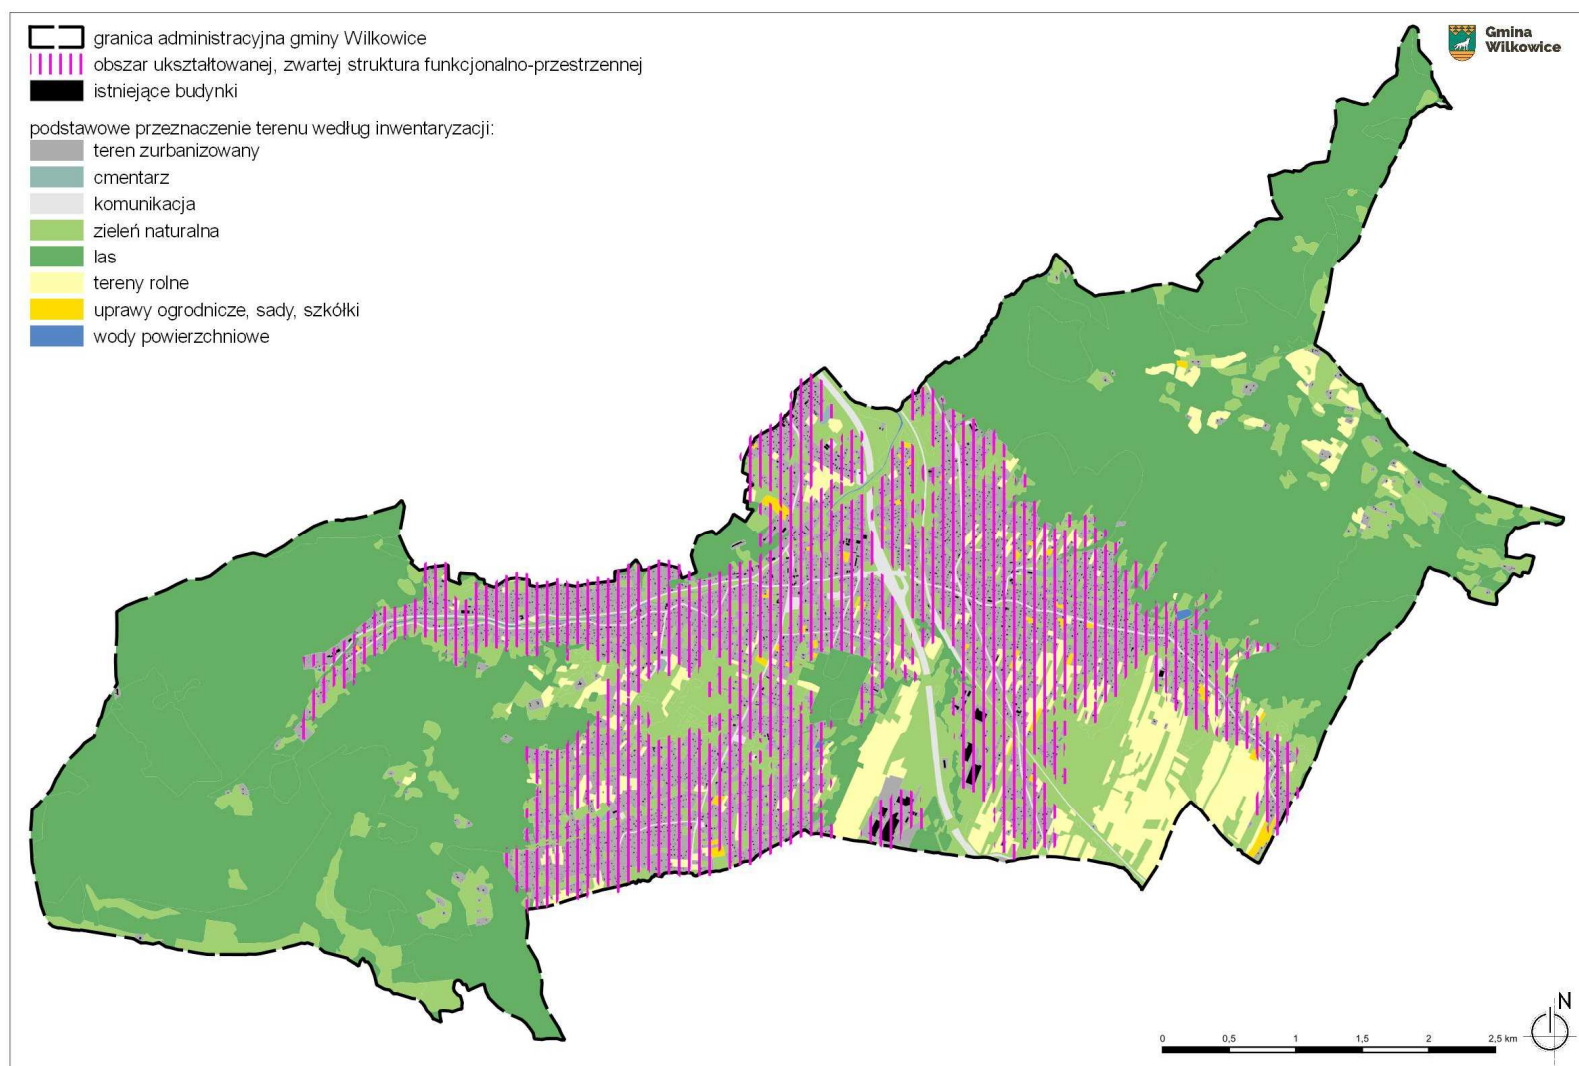 granica administracyjna gminy Wilkowice
obszar ukształtowanej, zwartej struktura funkcjonalno-przestrzennej
istniejące budynki
podstawowe przeznaczenie terenu według inwentaryzacji:
teren zurbanizowany
cmentarz
komunikacja
zieleń naturalna
las
tereny rolne
uprawy ogrodnicze, sady, szkółki
wody powierzchniowe
Gmina
Wilkowice
N
0 0,5 1 1,5 2 2,5 km